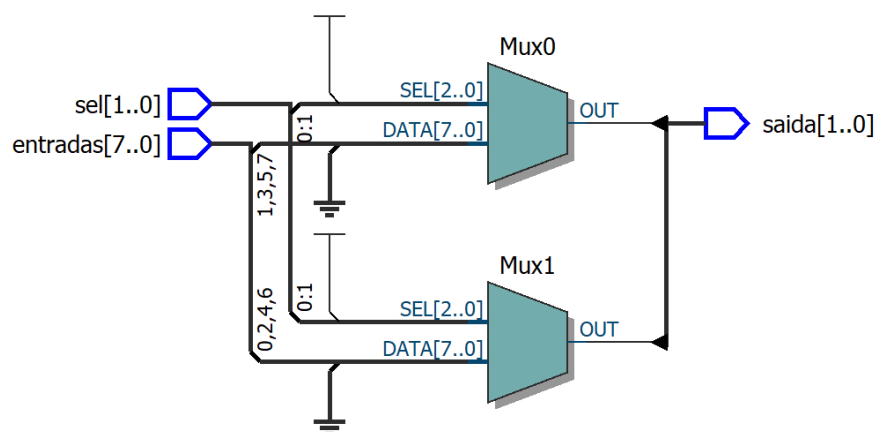 Mux0
sel[1..0]
SEL[2..0]
OUT
0:1
entradas[7..0]
DATA[7..0]
saida[1..0]
1,3,5,7
Mux1
SEL[2..0]
OUT
0:1
0,2,4,6
DATA[7..0]